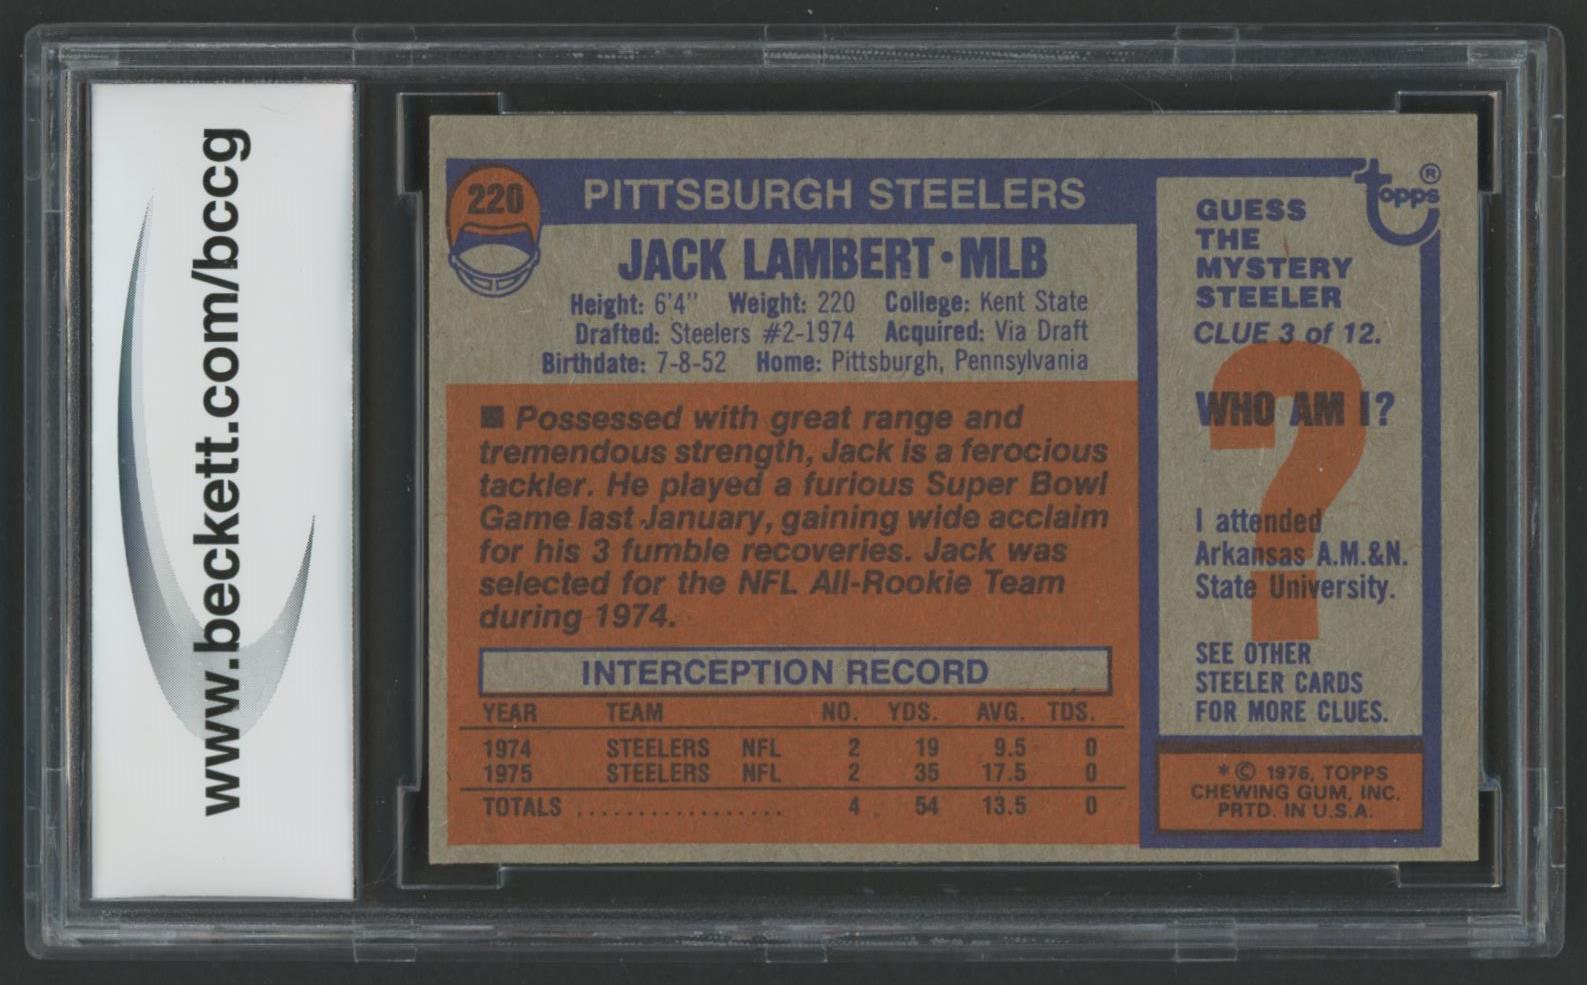 www.beckett.com/bccg
220
PITTSBURGH STEELERS
JACK LAMBERT • MLB
Height: 6'4" Weight: 220 College: Kent State
Drafted: Steelers #2-1974 Acquired: Via Draft
Birthdate: 7-8-52 Home: Pittsburgh, Pennsylvania
■ Possessed with great range and
tremendous strength, Jack is a ferocious
tackler. He played a furious Super Bowl
Game last January, gaining wide acclaim
for his 3 fumble recoveries. Jack was
selected for the NFL All-Rookie Team
during 1974.
INTERCEPTION RECORD
YEAR TEAM NO. YDS. AVG. TDS.
1974 STEELERS NFL 2 19 9.5 0
1975 STEELERS NFL 2 35 17.5 0
TOTALS .................. 4 54 13.5 0
topps®
GUESS
THE
MYSTERY
STEELER
CLUE 3 of 12.
WHO AM I?
?
I attended
Arkansas A.M.&N.
State University.
SEE OTHER
STEELER CARDS
FOR MORE CLUES.
* © 1976, TOPPS
CHEWING GUM, INC.
PRTD. IN U.S.A.